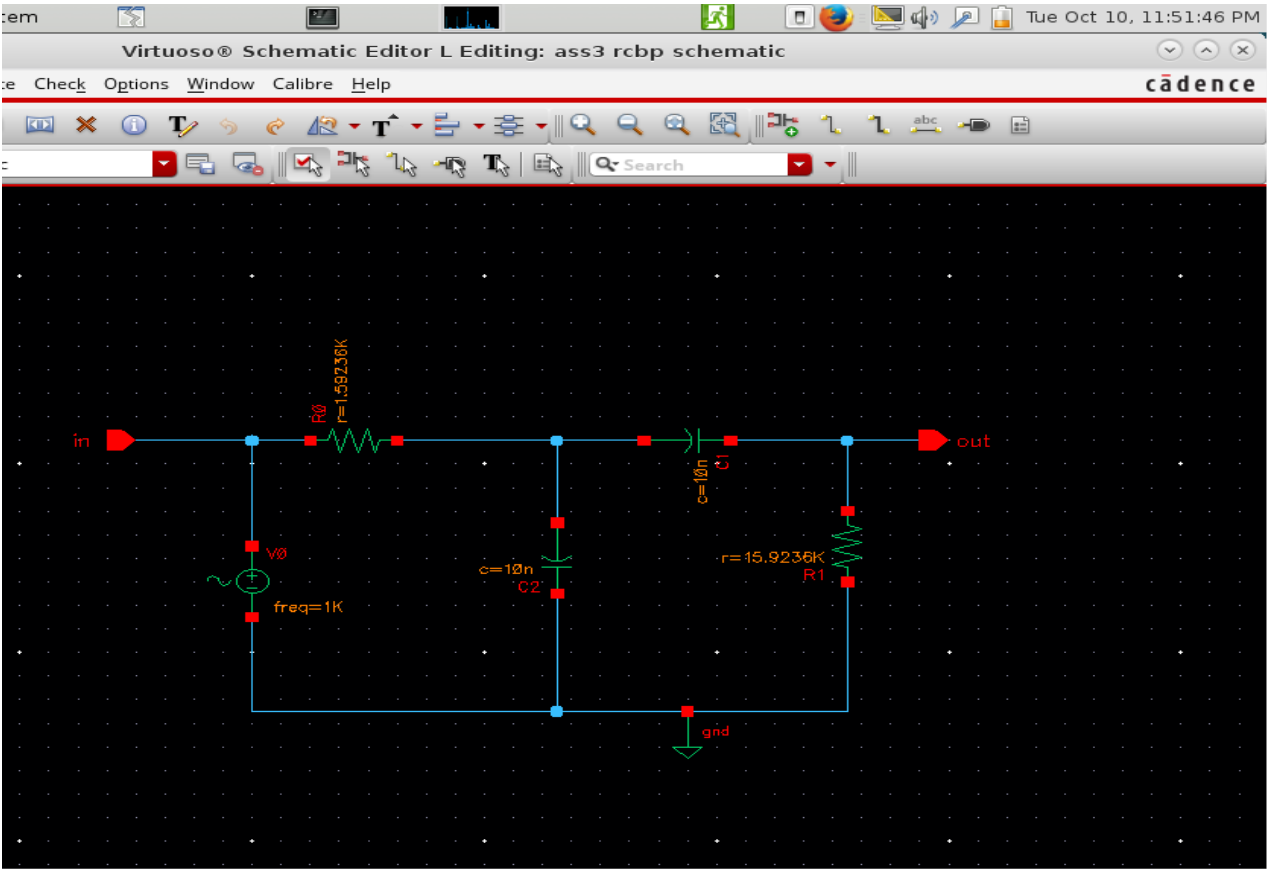 tem Tue Oct 10, 11:51:46 PM
Virtuoso® Schematic Editor L Editing: ass3 rcbp schematic
te Check Options Window Calibre Help cādence
abc
c Search
r=1.59236K
R0
in
out
c=10n
C1
V0
freq=1K
c=10n
C2
r=15.9236K
R1
gnd